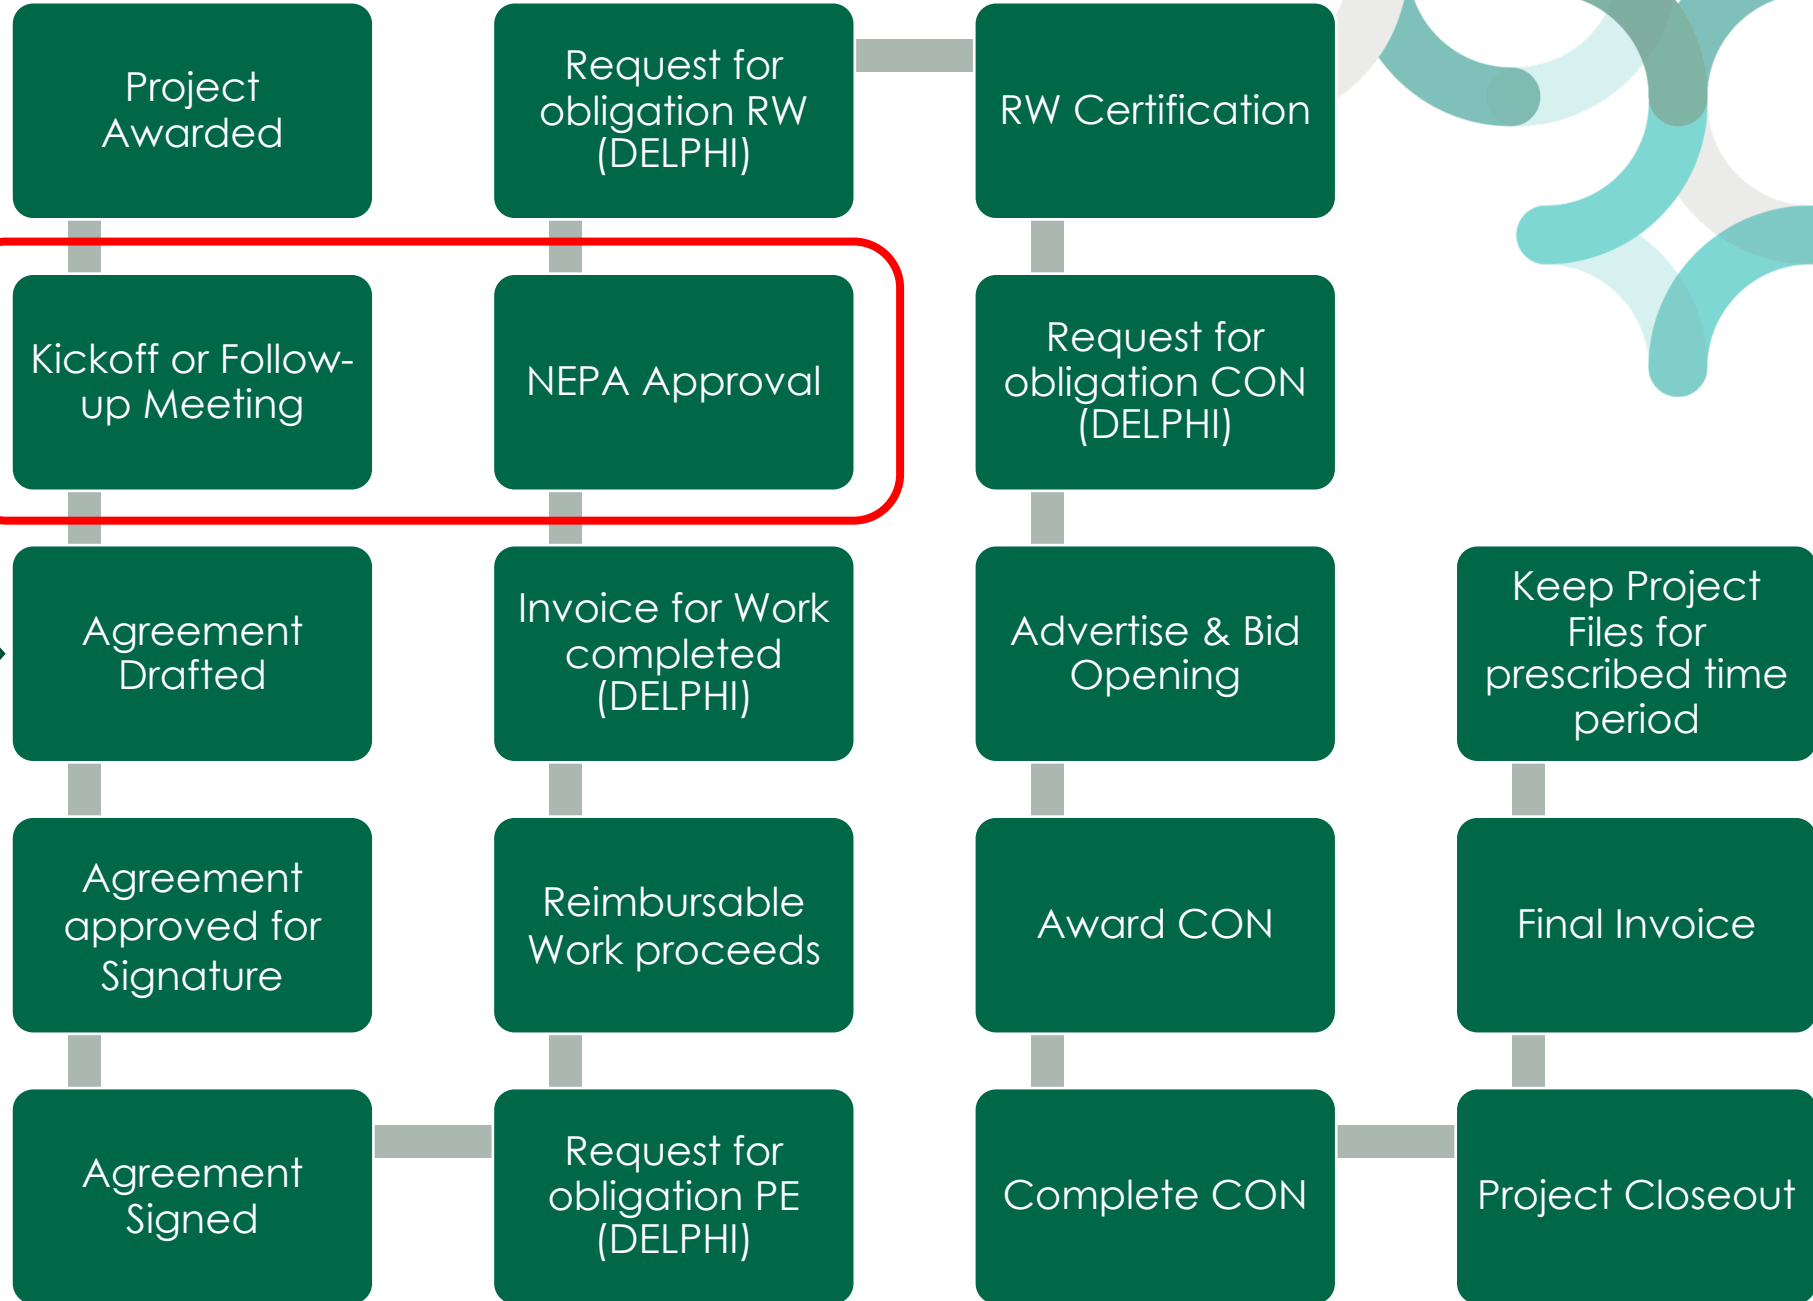 Project
Awarded
Kickoff or Follow-
up Meeting
Agreement
Drafted
Agreement
approved for
Signature
Agreement
Signed
Request for
obligation PE
(DELPHI)
Reimbursable
Work proceeds
Invoice for Work
completed
(DELPHI)
NEPA Approval
Request for
obligation RW
(DELPHI)
RW Certification
Request for
obligation CON
(DELPHI)
Advertise & Bid
Opening
Award CON
Complete CON
Project Closeout
Final Invoice
Keep Project
Files for
prescribed time
period